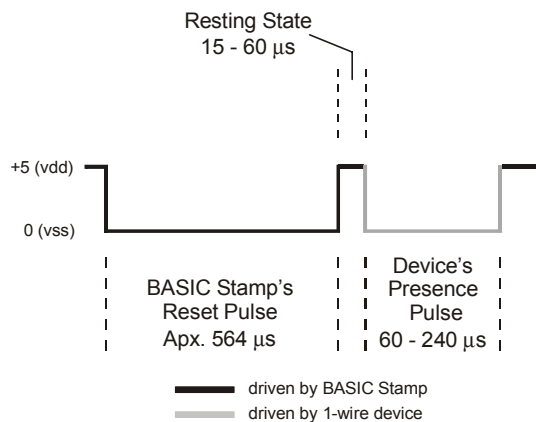 Resting State
15 - 60 μs
+5 (vdd)
0 (vss)
BASIC Stamp's
Reset Pulse
Apx. 564 μs
Device's
Presence
Pulse
60 - 240 μs
driven by BASIC Stamp
driven by 1-wire device